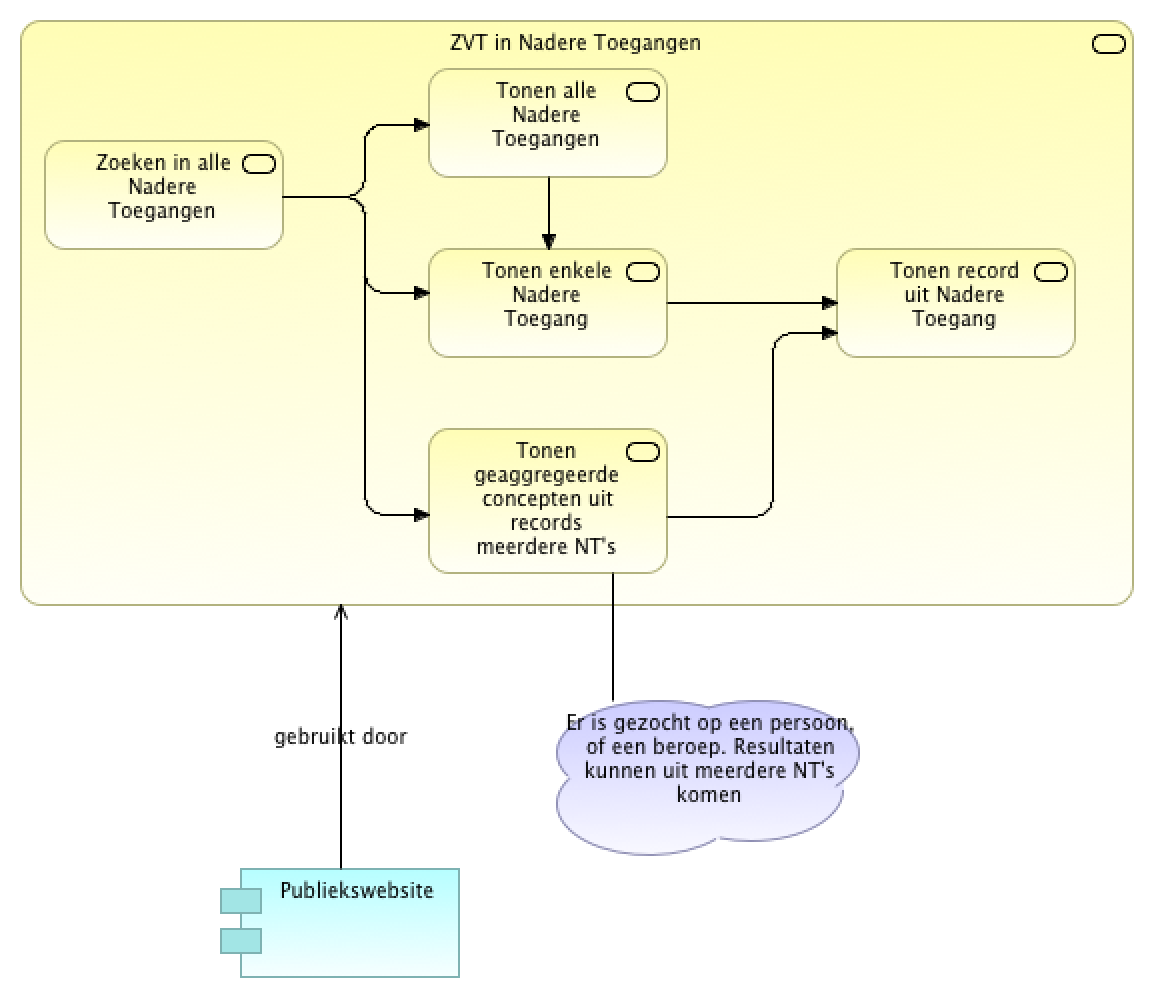 ZVT in Nadere Toegangen
Tonen alle
Nadere
Toegangen
Zoeken in alle
Nadere
Toegangen
Tonen enkele
Nadere
Toegang
Tonen record
uit Nadere
Toegang
Tonen
geaggregeerde
concepten uit
records
meerdere NT's
gebruikt door
Er is gezocht op een persoon,
of een beroep. Resultaten
kunnen uit meerdere NT's
komen
Publiekswebsite